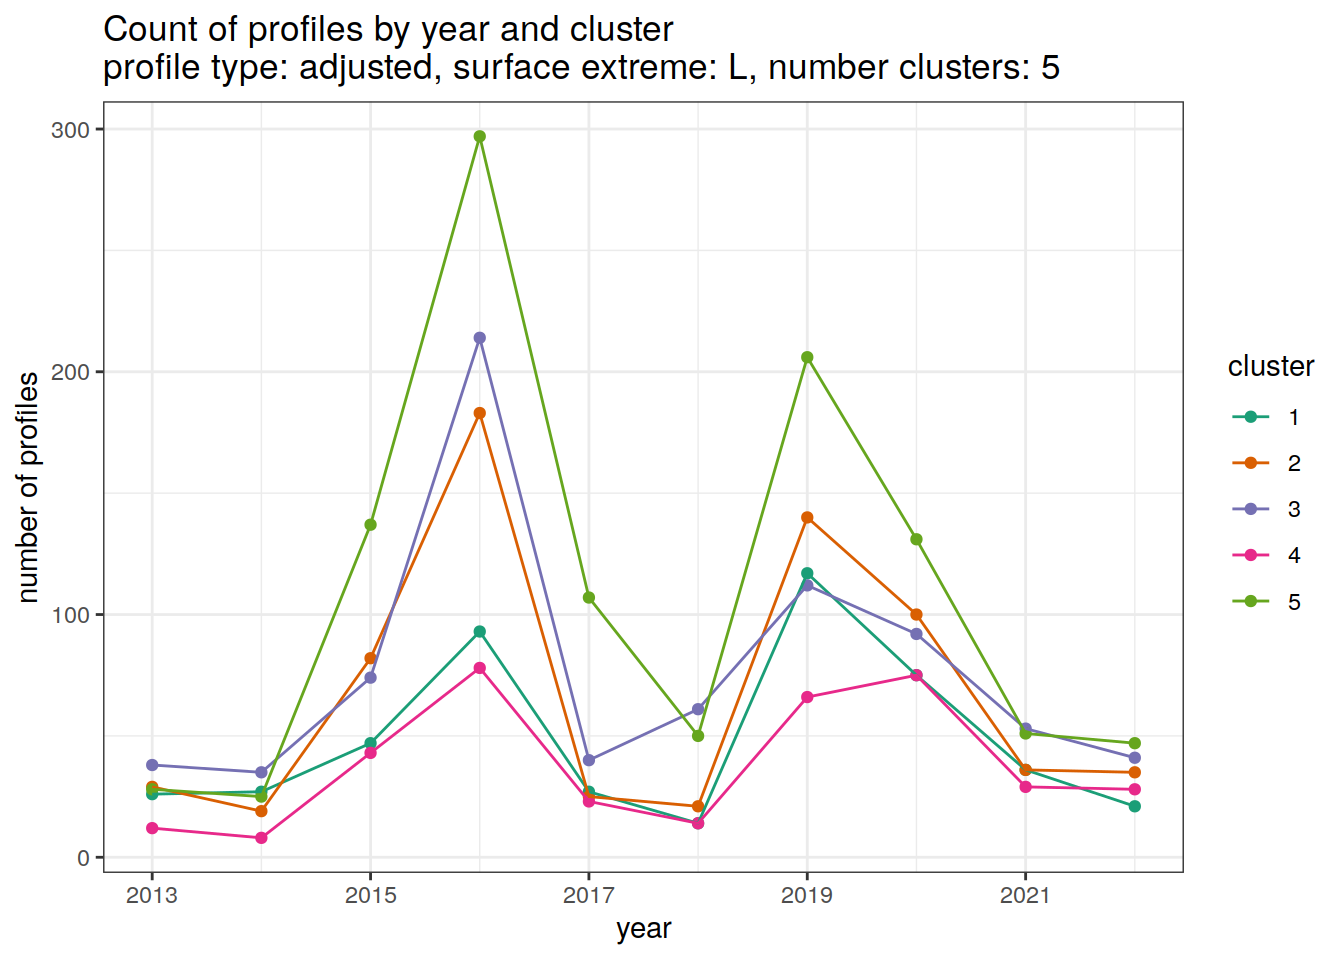 Count of profiles by year and cluster
profile type: adjusted, surface extreme: L, number clusters: 5
number of profiles
300
200
100
0
2013
2015
2017
2019
2021
year
cluster
1
2
3
4
5